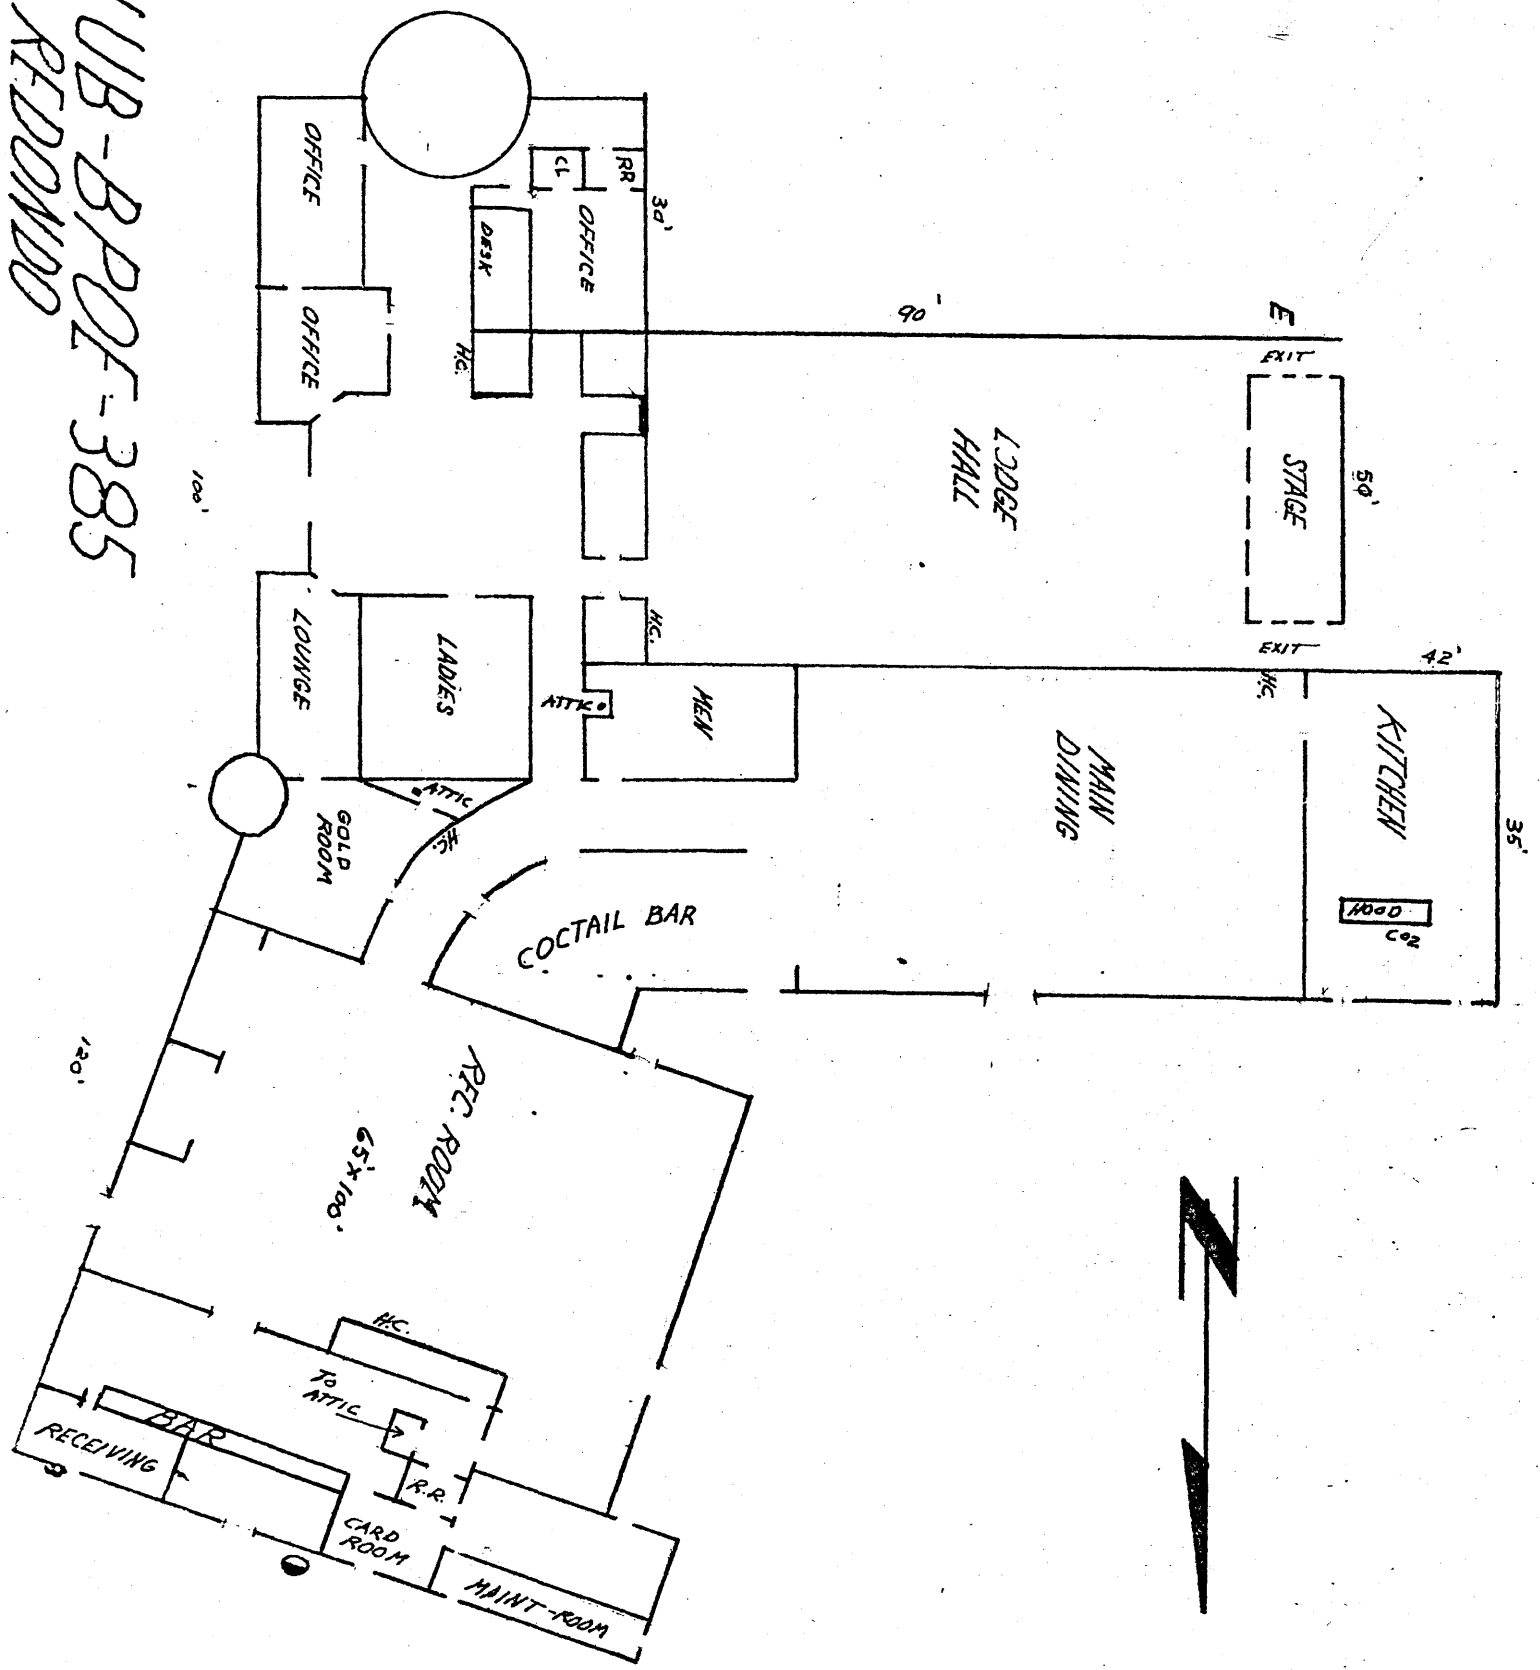 UB-BPOE-385
REDONDO
OFFICE
OFFICE
CL
RR
OFFICE
DESK
30'
H.C.
90'
E
EXIT
STAGE
50'
LODGE
HALL
EXIT
42'
100'
LOUNGE
LADIES
H.C.
ATTIC
MEN
MAIN
DINING
H.C.
KITCHEN
35'
HOOD
CO2
ATTIC
H.C.
GOLD
ROOM
COCTAIL BAR
REC. ROOM
65'x100'
120'
H.C.
TO
ATTIC
BAR
RECEIVING
R.R.
CARD
ROOM
MAINT-ROOM
N